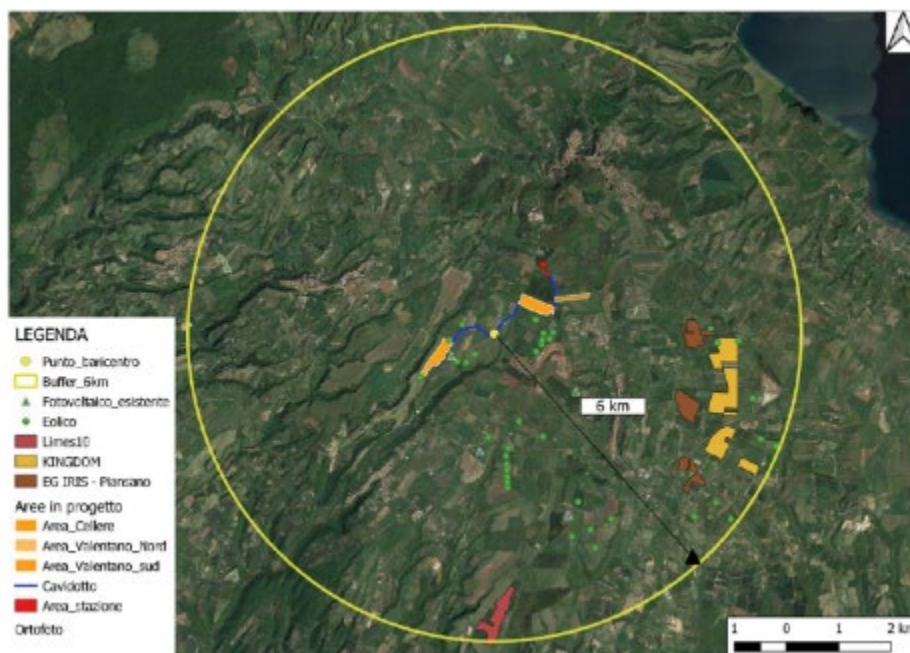 6 km
LEGENDA
Punto_baricentro
Buffer_6km
Fotovoltaico_esistente
Eolico
Limes10
KINGDOM
EG IRIS - Piansano
Aree in progetto
Area_Cellere
Area_Valentano_Nord
Area_Valentano_sud
Cavidotto
Area_stazione
Ortofoto
1 0 1 2 km